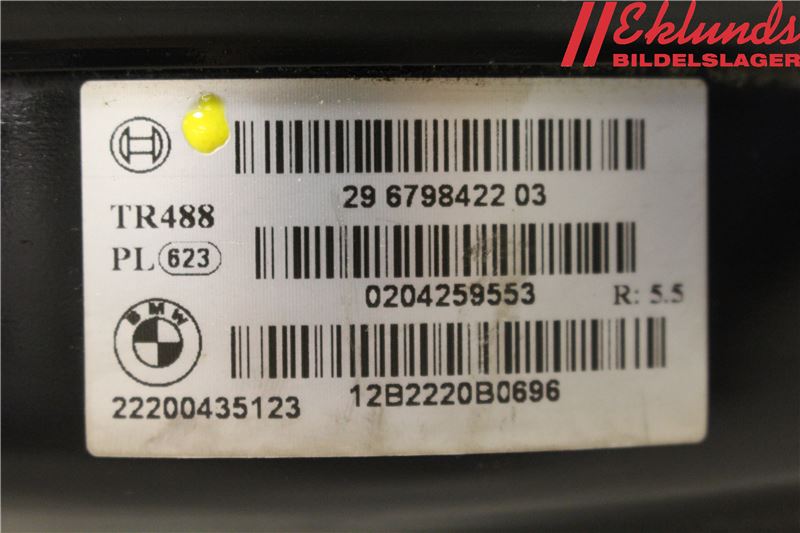 Eklunds
BILDELSLAGER
29 6798422 03
TR488
PL 623
0204259553
R: 5.5
BMW
22200435123
12B2220B0696